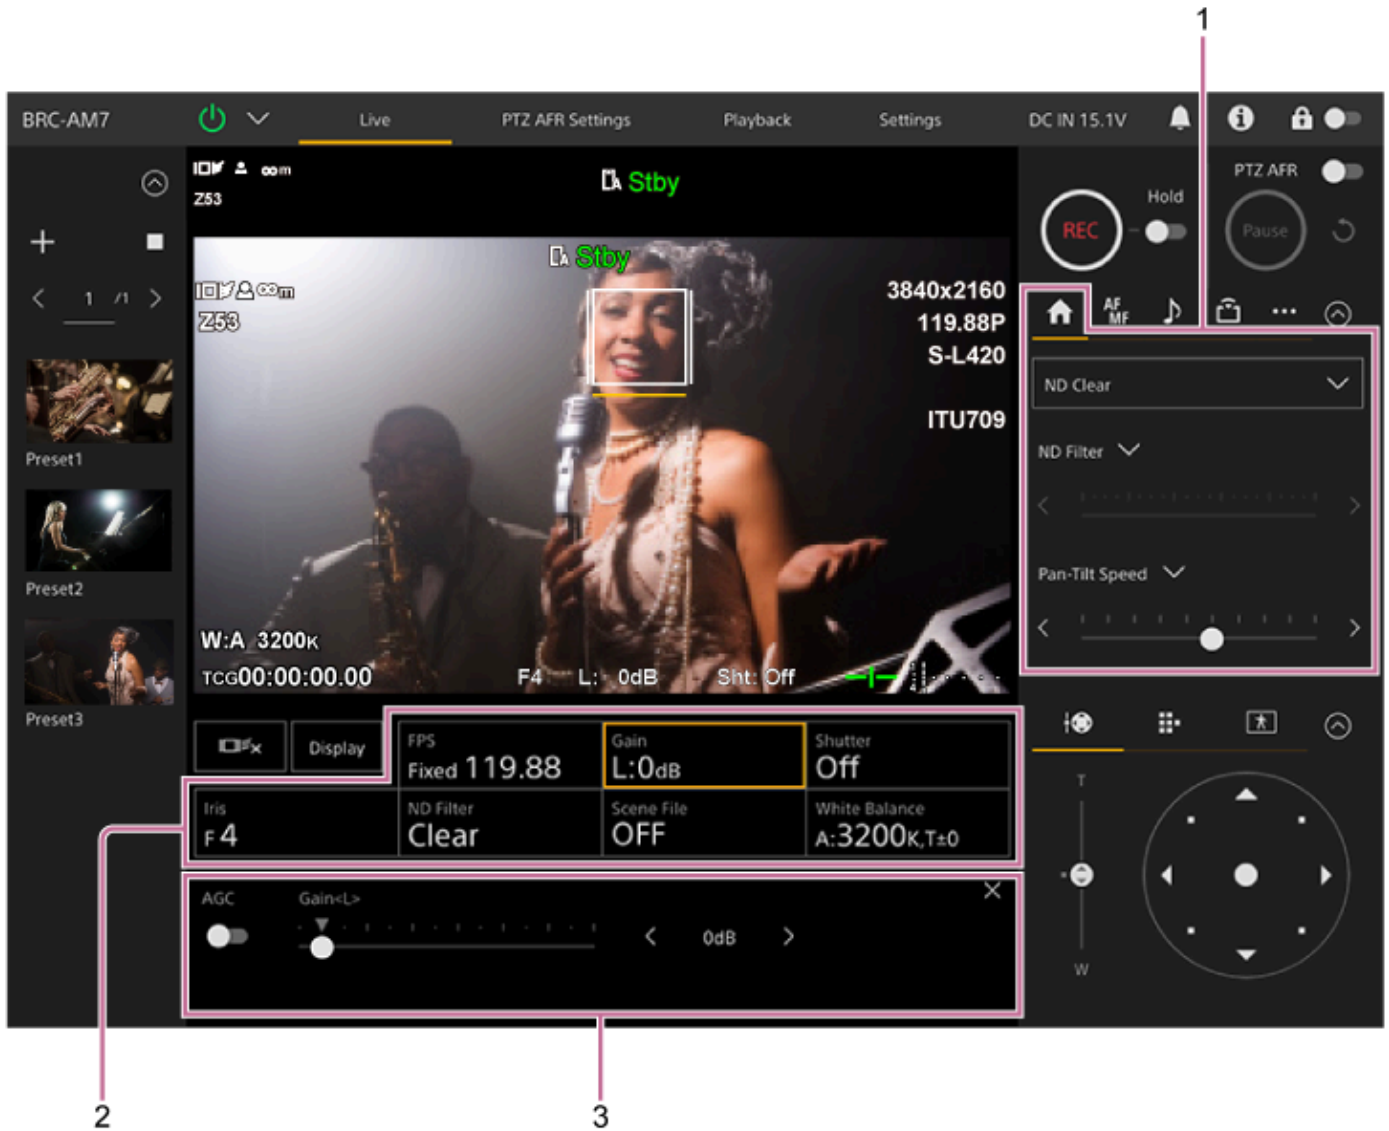 1
BRC-AM7
Live
PTZ AFR Settings
Playback
Settings
DC IN 15.1V
Z53
A Stby
REC
Hold
PTZ AFR
Pause
1 /1
A Stby
m
Z53
3840x2160
119.88P
S-L420
ITU709
AF
MF
ND Clear
ND Filter
Pan-Tilt Speed
Preset1
Preset2
Preset3
W:A 3200K
TCG00:00:00.00
F4 L: 0dB Sht: Off
Display
FPS
Fixed 119.88
Gain
L:0dB
Shutter
Off
Iris
F 4
ND Filter
Clear
Scene File
OFF
White Balance
A:3200K,T±0
T
W
AGC
Gain<L>
0dB
2
3